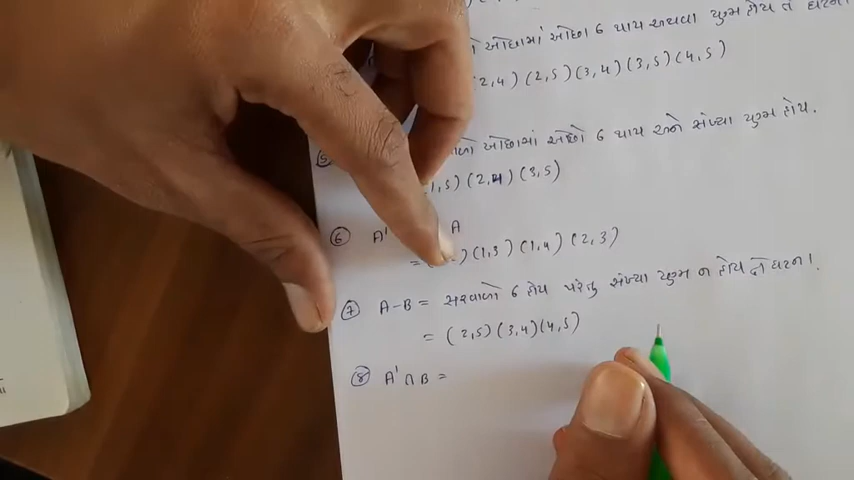 ઓછામાં ઓછા 6 થાય અથવા યુગ્મ હોય તે ઘટના
2,4) (2,5) (3,4) (3,5) (4,5)
5 ઓછામાં ઓછો 6 થાય અને સંખ્યા યુગ્મ હોય.
1,5) (2,4) (3,5)
6 A' A
= ) (1,3) (1,4) (2,3)
7 A-B = સરવાળો 6 હોય પરંતુ સંખ્યા યુગ્મ ન હોય ઘટના.
= (2,5) (3,4) (4,5)
8 A' ∩ B =